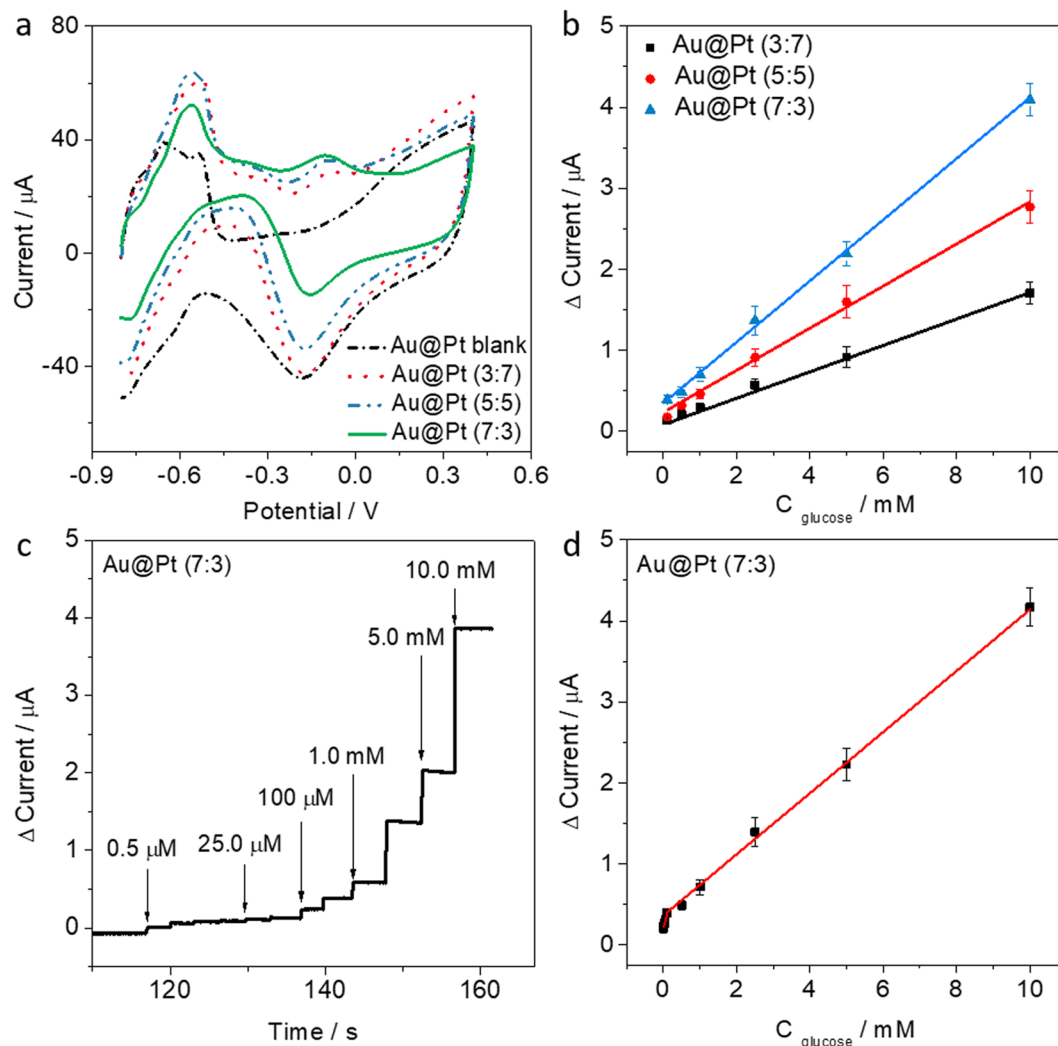 a
80
40
0
-40
Current / µA
-0.9
-0.6
-0.3
0.0
0.3
0.6
Potential / V
Au@Pt blank
Au@Pt (3:7)
Au@Pt (5:5)
Au@Pt (7:3)
b
Au@Pt (3:7)
Au@Pt (5:5)
Au@Pt (7:3)
5
4
3
2
1
0
Δ Current / µA
0
2
4
6
8
10
C glucose / mM
c
Au@Pt (7:3)
5
4
3
2
1
0
Δ Current / µA
0.5 µM
25.0 µM
100 µM
1.0 mM
5.0 mM
10.0 mM
120
140
160
Time / s
d
Au@Pt (7:3)
5
4
3
2
1
0
Δ Current / µA
0
2
4
6
8
10
C glucose / mM